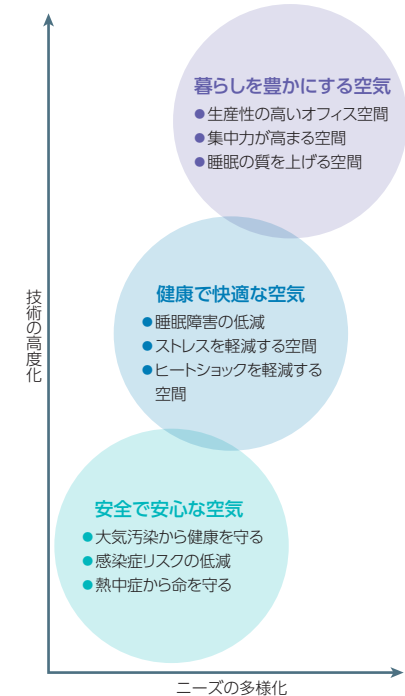 暮らしを豊かにする空気
●生産性の高いオフィス空間
●集中力が高まる空間
●睡眠の質を上げる空間
健康で快適な空気
●睡眠障害の低減
●ストレスを軽減する空間
●ヒートショックを軽減する
空間
技術の高度化
安全で安心な空気
●大気汚染から健康を守る
●感染症リスクの低減
●熱中症から命を守る
ニーズの多様化